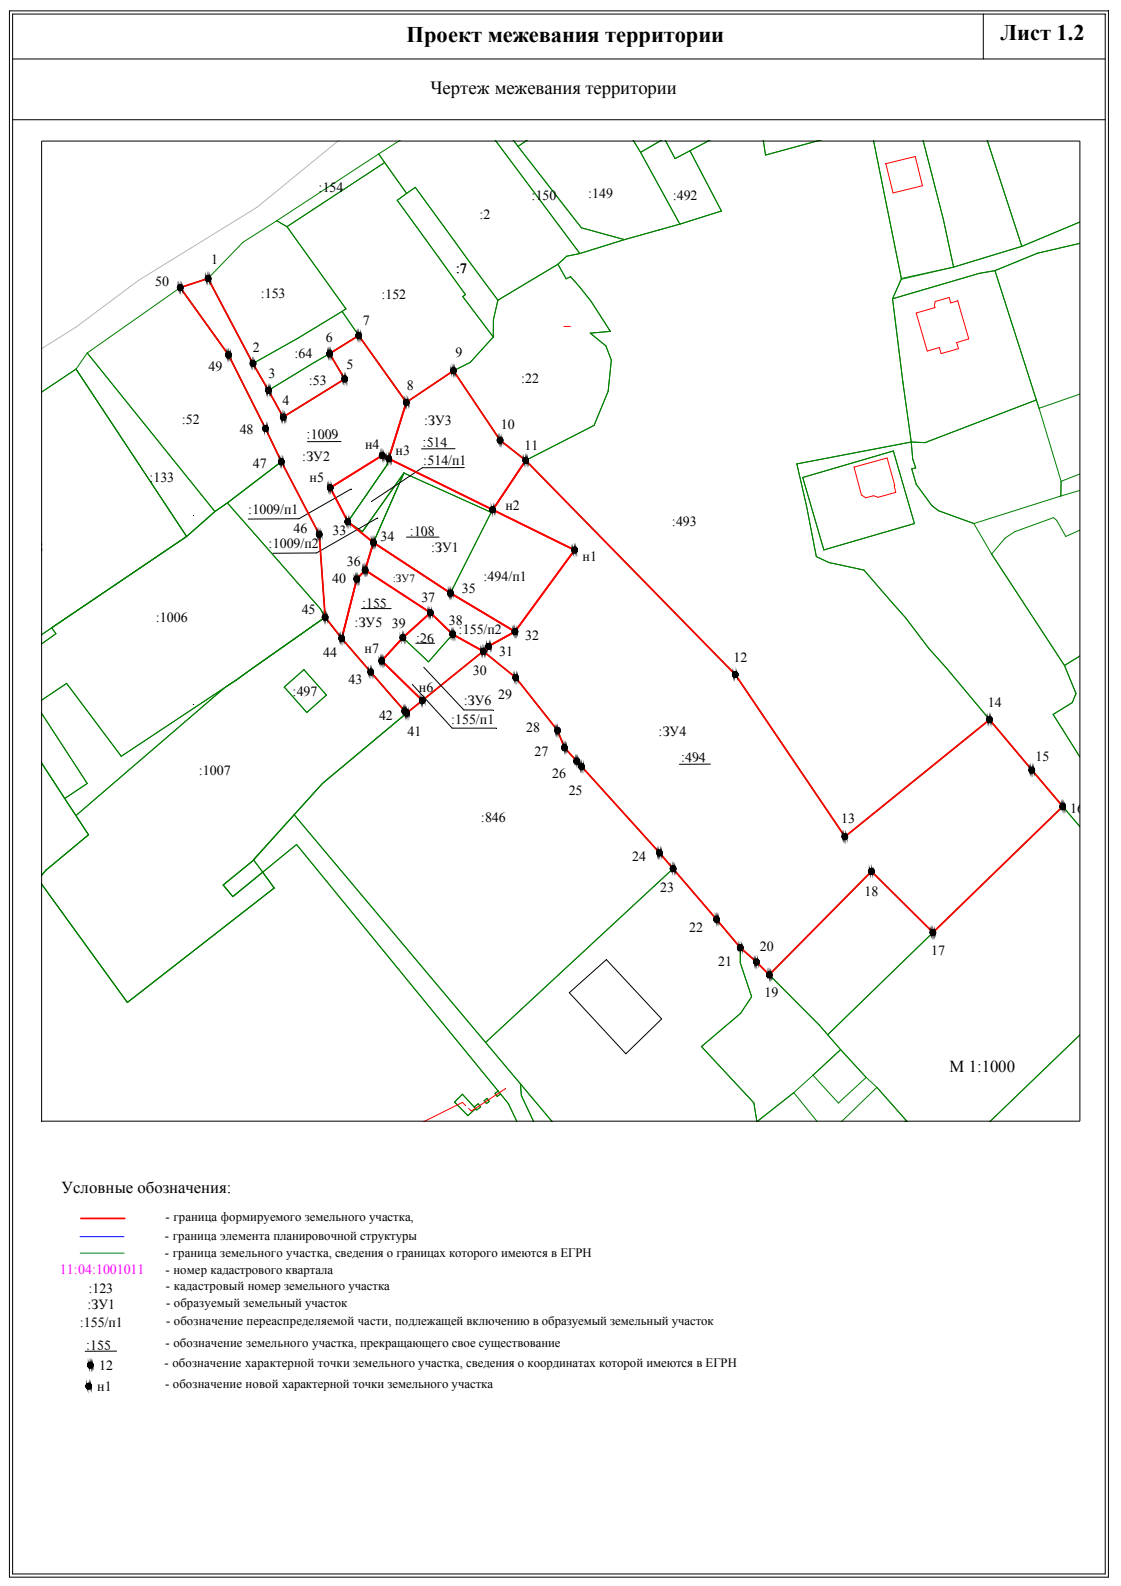 Проект межевания территории
Лист 1.2
Чертеж межевания территории
:154
:150
:149
:492
:2
:7
1
50
:153
:152
7
6
:64
5
:53
2
49
3
4
9
8
:22
:52
48
:1009
:ЗУ2
:ЗУ3
:514
10
11
47
н4
н3
:514/п1
н5
:133
:1009/п1
н2
:493
46
33
:1009/п2
34
:108
:ЗУ1
н1
36
40
:ЗУ7
:494/п1
35
:155
:ЗУ5
37
45
:1006
39
:26
38
:155/п2
32
31
44
30
н7
12
43
:497
н6
29
:ЗУ6
:155/п1
42
41
14
28
:ЗУ4
:494
27
26
25
15
:1007
16
:846
13
24
23
18
22
17
21
20
19
М 1:1000
Условные обозначения:
- граница формируемого земельного участка,
- граница элемента планировочной структуры
- граница земельного участка, сведения о границах которого имеются в ЕГРН
11:04:1001011 - номер кадастрового квартала
:123 - кадастровый номер земельного участка
:ЗУ1 - образуемый земельный участок
:155/п1 - обозначение переаспределяемой части, подлежащей включению в образуемый земельный участок
:155 - обозначение земельного участка, прекращающего свое существование
12 - обозначение характерной точки земельного участка, сведения о координатах которой имеются в ЕГРН
н1 - обозначение новой характерной точки земельного участка